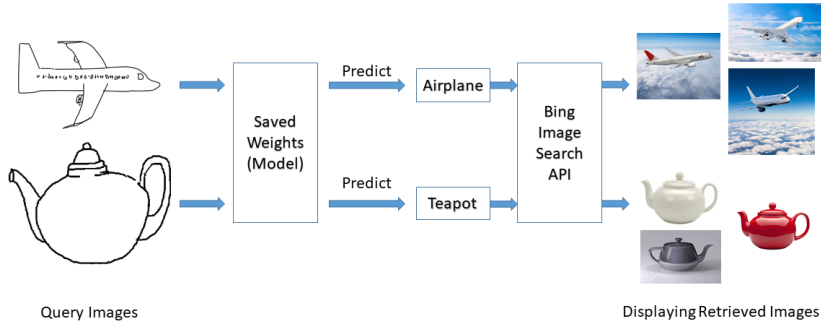 Predict
Airplane
Saved
Weights
(Model)
Bing
Image
Search
API
Predict
Teapot
Query Images
Displaying Retrieved Images